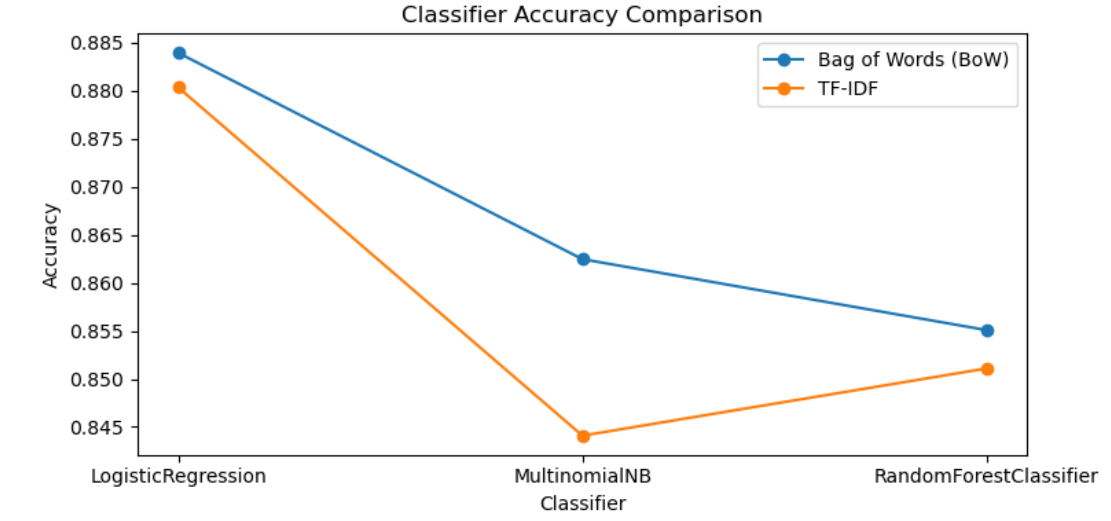 Classifier Accuracy Comparison
Bag of Words (BoW)
TF-IDF
Accuracy
0.885
0.880
0.875
0.870
0.865
0.860
0.855
0.850
0.845
LogisticRegression
MultinomialNB
RandomForestClassifier
Classifier